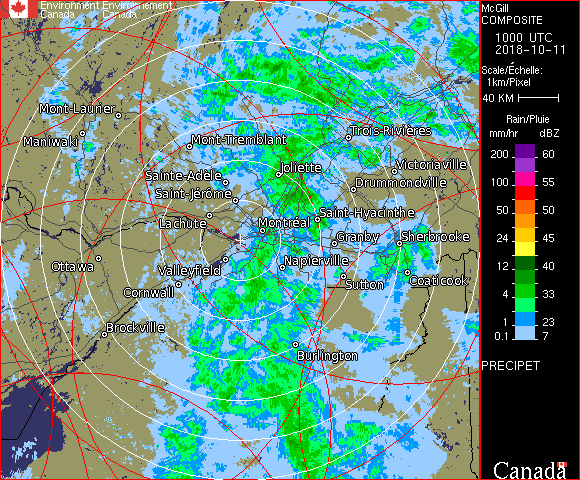 Environment Environnement
Canada Canada
McGill
COMPOSITE
1000 UTC
2018-10-11
Scale/Échelle:
1km/Pixel
40 KM
Rain/Pluie
mm/hr dBZ
200 60
100 55
50 50
24 45
12 40
4 33
1 23
0.1 7
PRECIPET
Mont-Laurier
Maniwaki
Mont-Tremblant
Trois-Rivières
Joliette
Victoriaville
Sainte-Adèle
Drummondville
Saint-Jérôme
Lachute
Saint-Hyacinthe
Montréal
Granby
Sherbrooke
Ottawa
Valleyfield
Napierville
Cornwall
Sutton
Coaticook
Brockville
Burlington
Canada